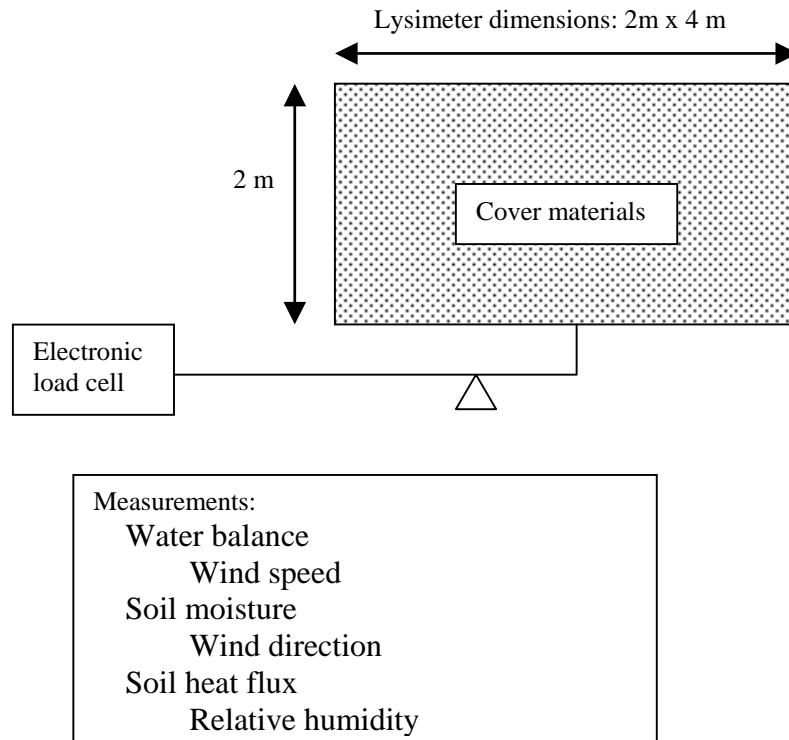 Lysimeter dimensions: 2m x 4 m
2 m
Cover materials
Electronic
load cell
Measurements:
Water balance
Wind speed
Soil moisture
Wind direction
Soil heat flux
Relative humidity